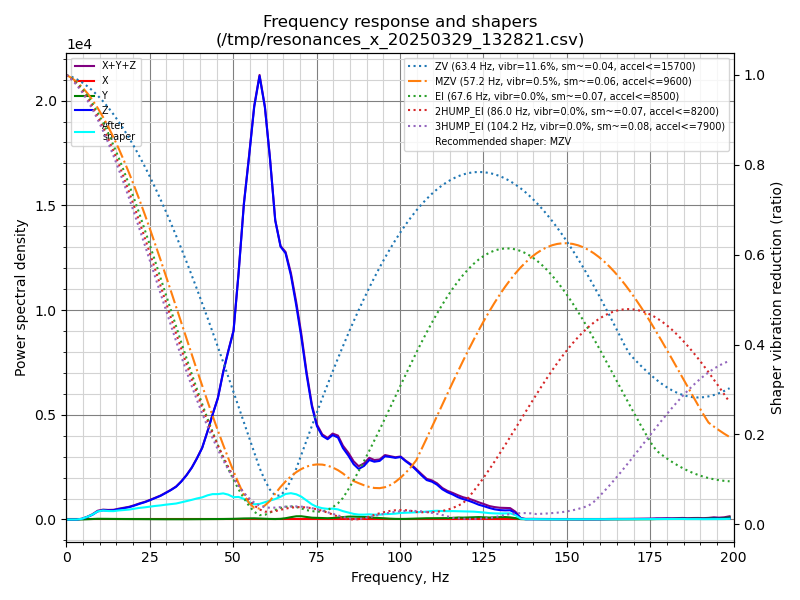 Frequency response and shapers
(/tmp/resonances_x_20250329_132821.csv)
1e4
X+Y+Z
X
Y
Z
After
shaper
ZV (63.4 Hz, vibr=11.6%, sm~=0.04, accel<=15700)
MZV (57.2 Hz, vibr=0.5%, sm~=0.06, accel<=9600)
EI (67.6 Hz, vibr=0.0%, sm~=0.07, accel<=8500)
2HUMP_EI (86.0 Hz, vibr=0.0%, sm~=0.07, accel<=8200)
3HUMP_EI (104.2 Hz, vibr=0.0%, sm~=0.08, accel<=7900)
Recommended shaper: MZV
Power spectral density
2.0
1.5
1.0
0.5
0.0
1.0
0.8
0.6
0.4
0.2
0.0
Shaper vibration reduction (ratio)
0 25 50 75 100 125 150 175 200
Frequency, Hz